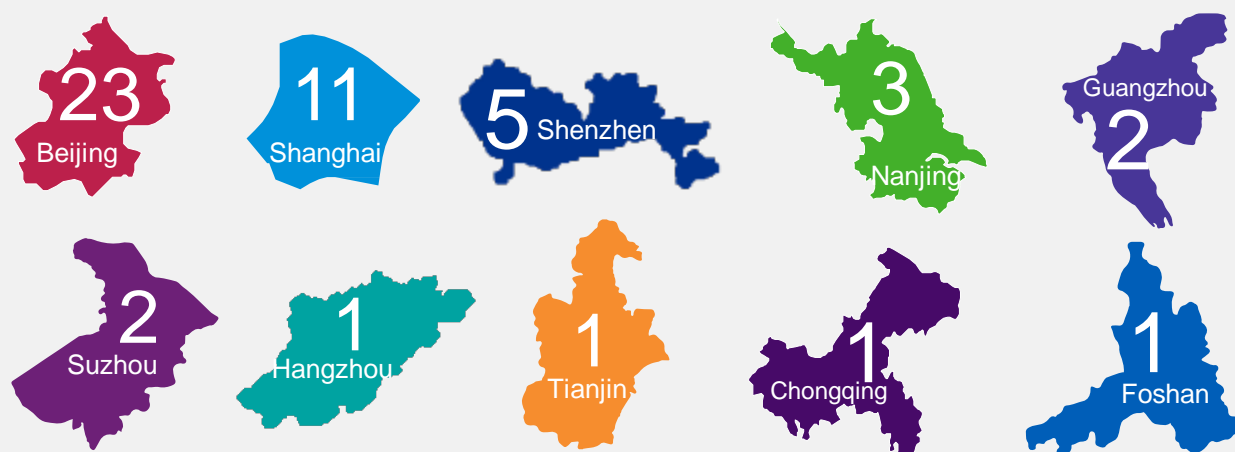 23
Beijing
11
Shanghai
5 Shenzhen
3
Nanjing
Guangzhou
2
2
Suzhou
1
Hangzhou
1
Tianjin
1
Chongqing
1
Foshan